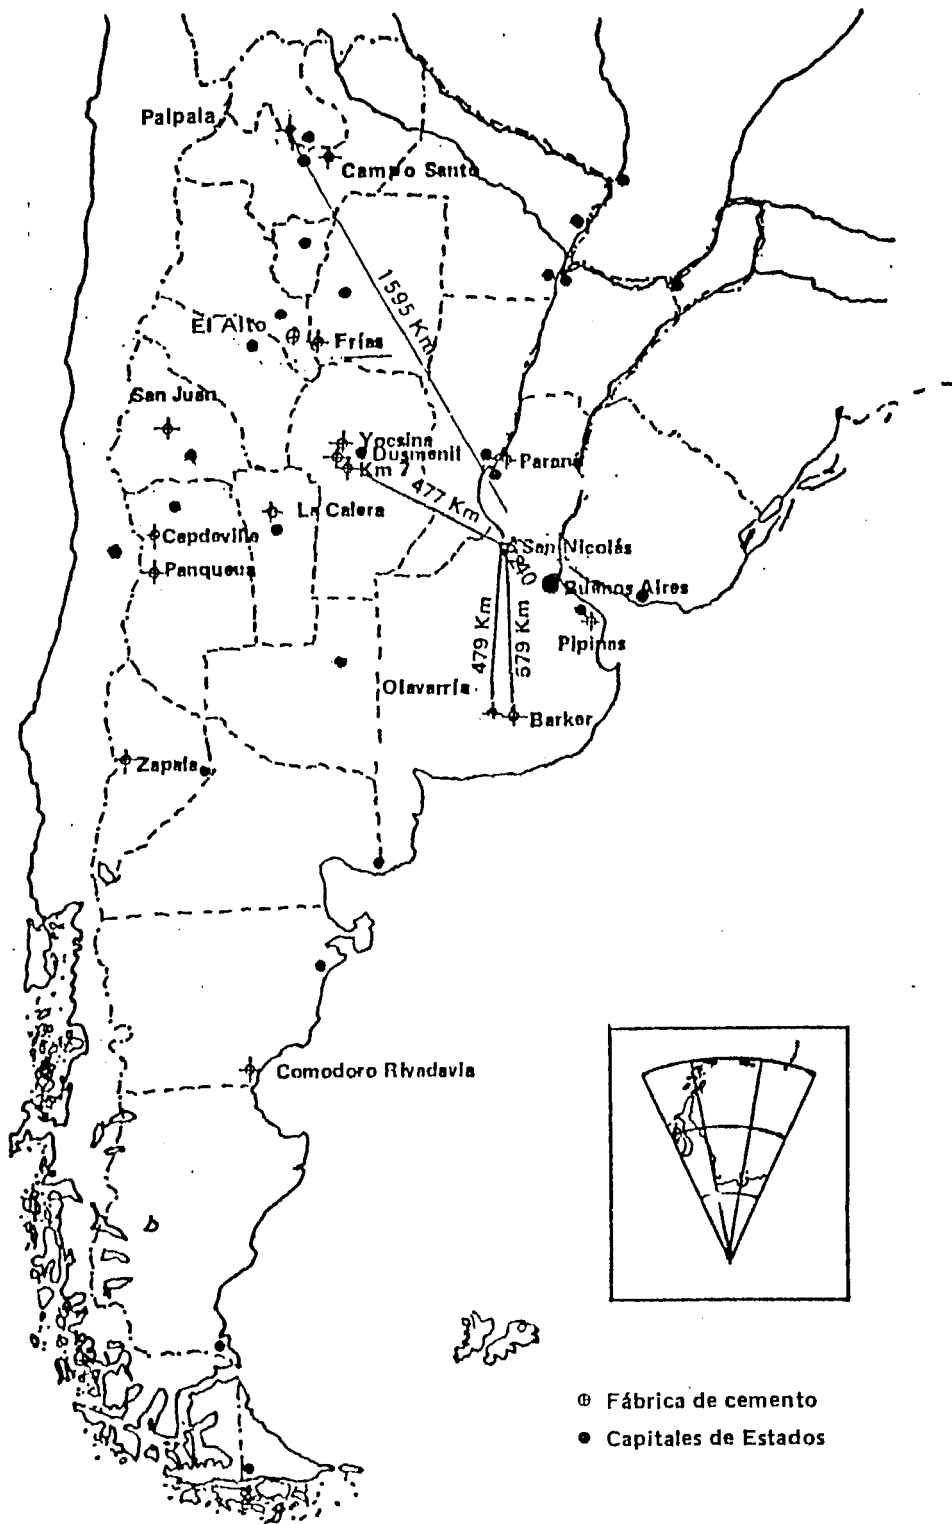 Palpala
Campo Santo
1595 Km
El Alto
Frías
San Juan
Yocsina
Dusmenil
Km 7
Paraná
477 Km
La Calera
Capdeville
San Nicolás
240
Buenos Aires
Pipinas
479 Km
579 Km
Olavarría
Barker
Zapala
Comodoro Rivadavia
Fábrica de cemento
Capitales de Estados